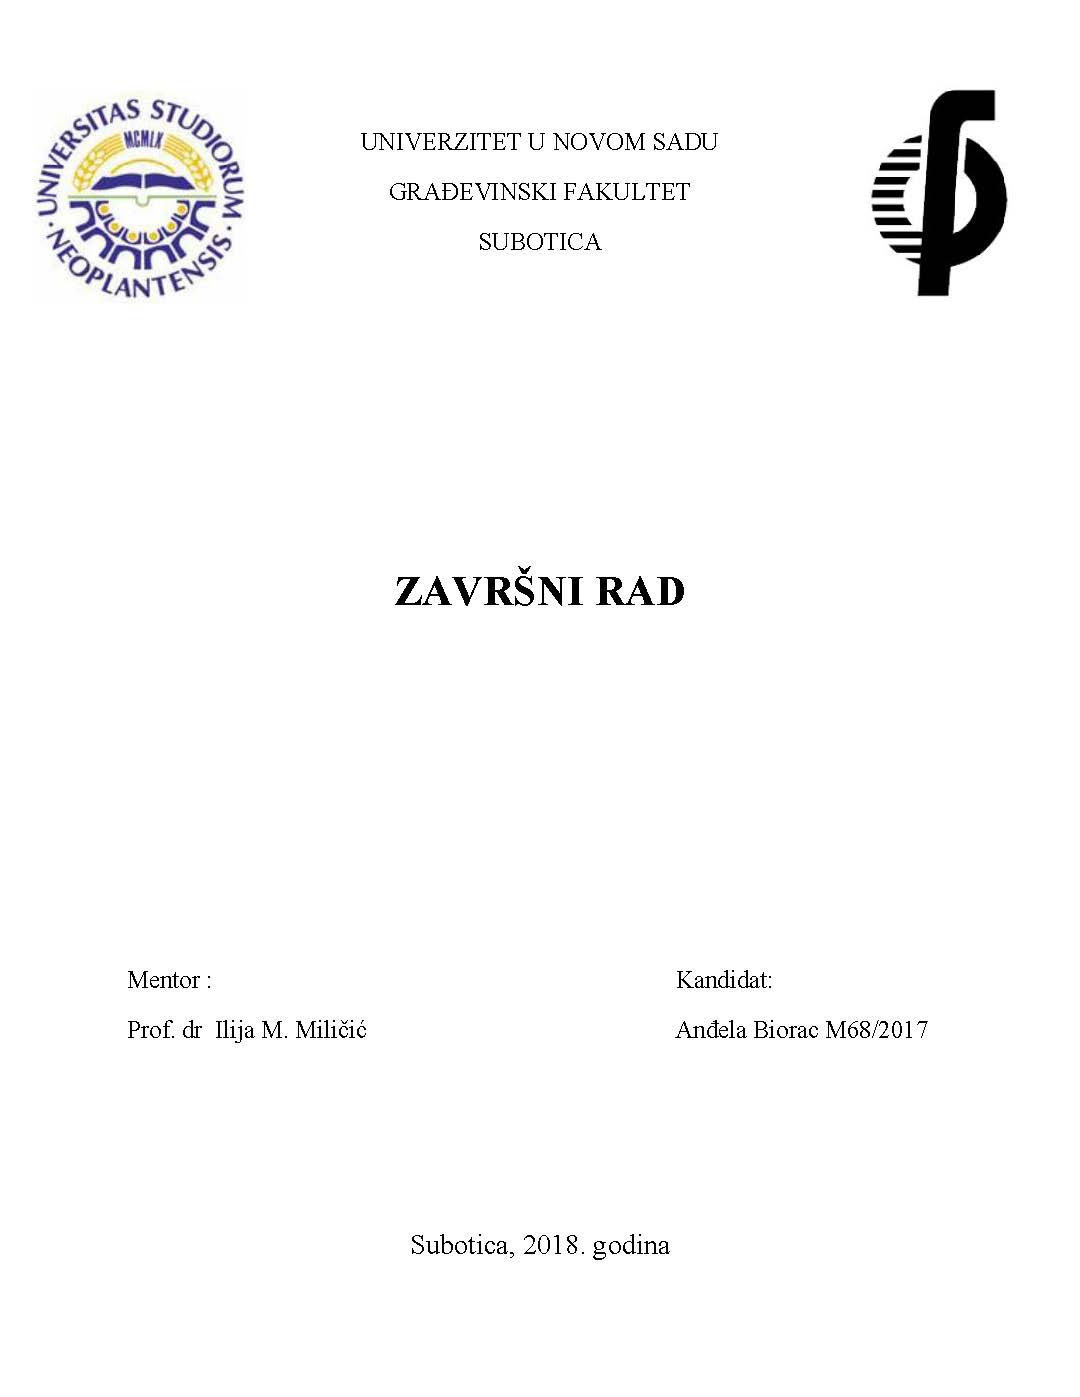 UNIVERSITAS STUDIORUM
MCMLX
· NEOPLANTENSIS ·
UNIVERZITET U NOVOM SADU
GRAĐEVINSKI FAKULTET
SUBOTICA
ZAVRŠNI RAD
Mentor :
Prof. dr Ilija M. Miličić
Kandidat:
Anđela Biorac M68/2017
Subotica, 2018. godina